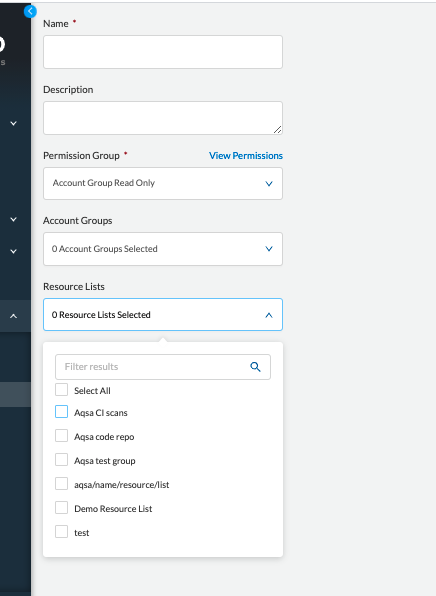 Name *
Description
Permission Group * View Permissions
Account Group Read Only
Account Groups
0 Account Groups Selected
Resource Lists
0 Resource Lists Selected
Filter results
Select All
Aqsa CI scans
Aqsa code repo
Aqsa test group
aqsa/name/resource/list
Demo Resource List
test